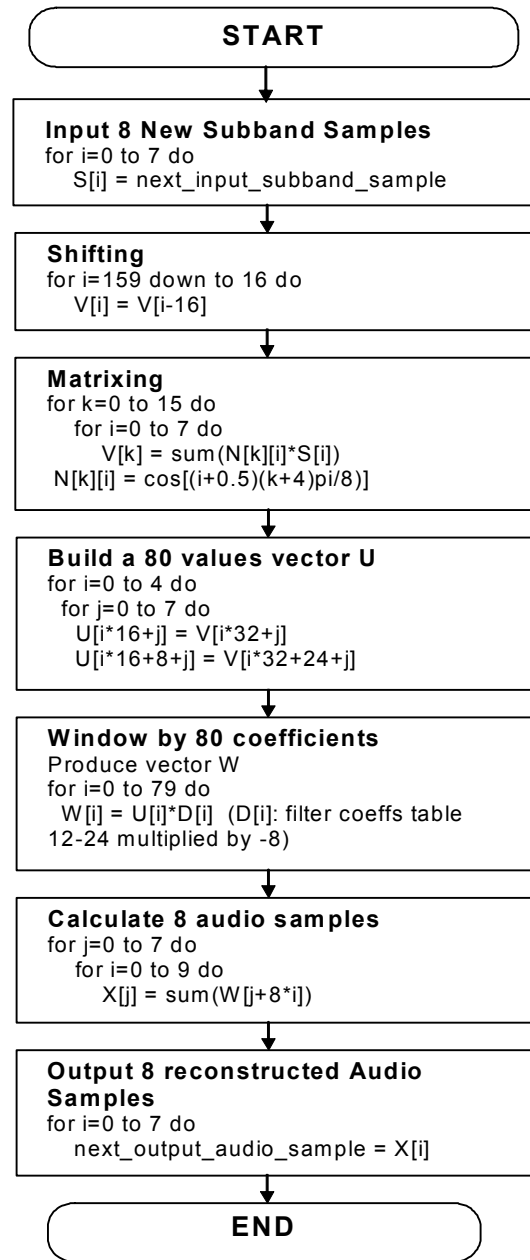 START
Input 8 New Subband Samples
for i=0 to 7 do
S[i] = next_input_subband_sample
Shifting
for i=159 down to 16 do
V[i] = V[i-16]
Matrixing
for k=0 to 15 do
for i=0 to 7 do
V[k] = sum(N[k][i]*S[i])
N[k][i] = cos[(i+0.5)(k+4)pi/8)]
Build a 80 values vector U
for i=0 to 4 do
for j=0 to 7 do
U[i*16+j] = V[i*32+j]
U[i*16+8+j] = V[i*32+24+j]
Window by 80 coefficients
Produce vector W
for i=0 to 79 do
W[i] = U[i]*D[i] (D[i]: filter coeffs table
12-24 multiplied by -8)
Calculate 8 audio samples
for j=0 to 7 do
for i=0 to 9 do
X[j] = sum(W[j+8*i])
Output 8 reconstructed Audio
Samples
for i=0 to 7 do
next_output_audio_sample = X[i]
END